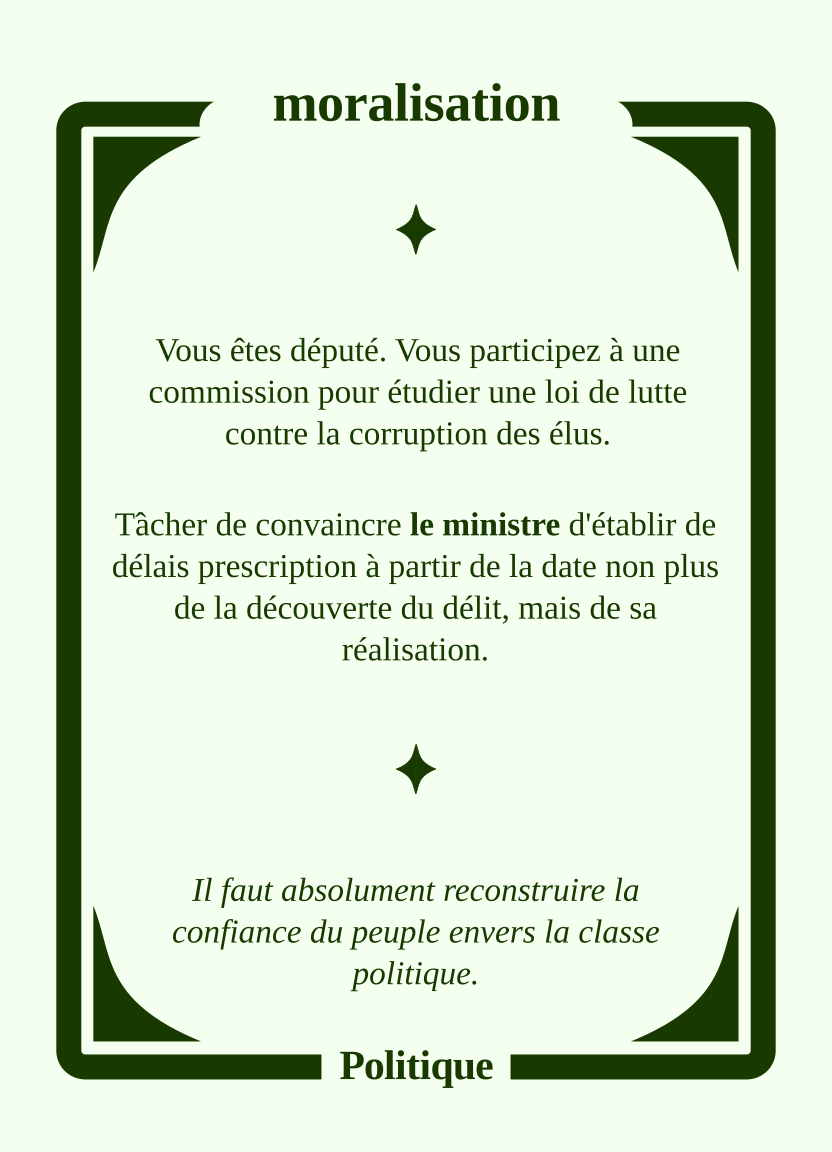 moralisation
Vous êtes député. Vous participez à une
commission pour étudier une loi de lutte
contre la corruption des élus.
Tâcher de convaincre le ministre d'établir de
délais prescription à partir de la date non plus
de la découverte du délit, mais de sa
réalisation.
Il faut absolument reconstruire la
confiance du peuple envers la classe
politique.
Politique